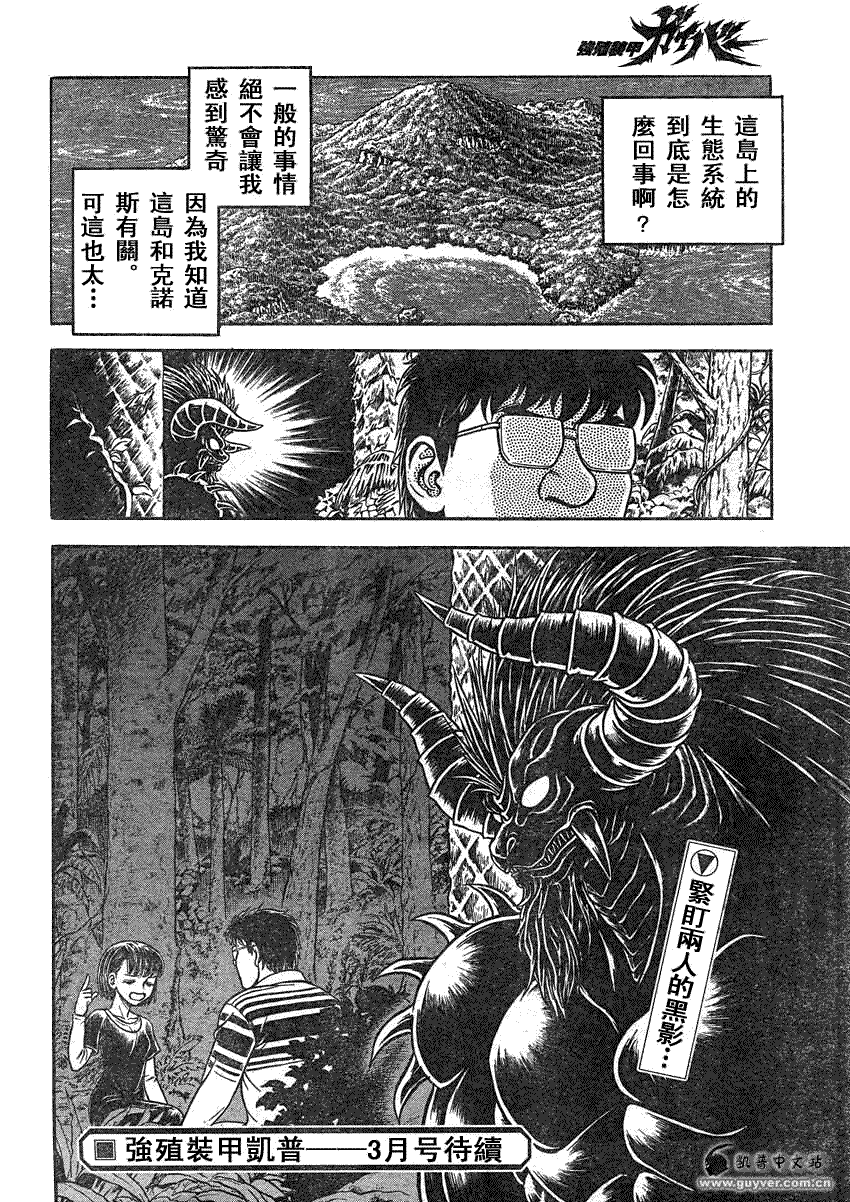 強殖装甲ガイバー
這島上的
生態系統
到底是怎
麼回事啊？
一般的事情
絕不會讓我
感到驚奇
因為我知道
這島和克諾
斯有關。
可這也太…
緊盯兩人的黑影…
強殖裝甲凱普——3月号待續
凱普中文站
www.guyver.com.cn